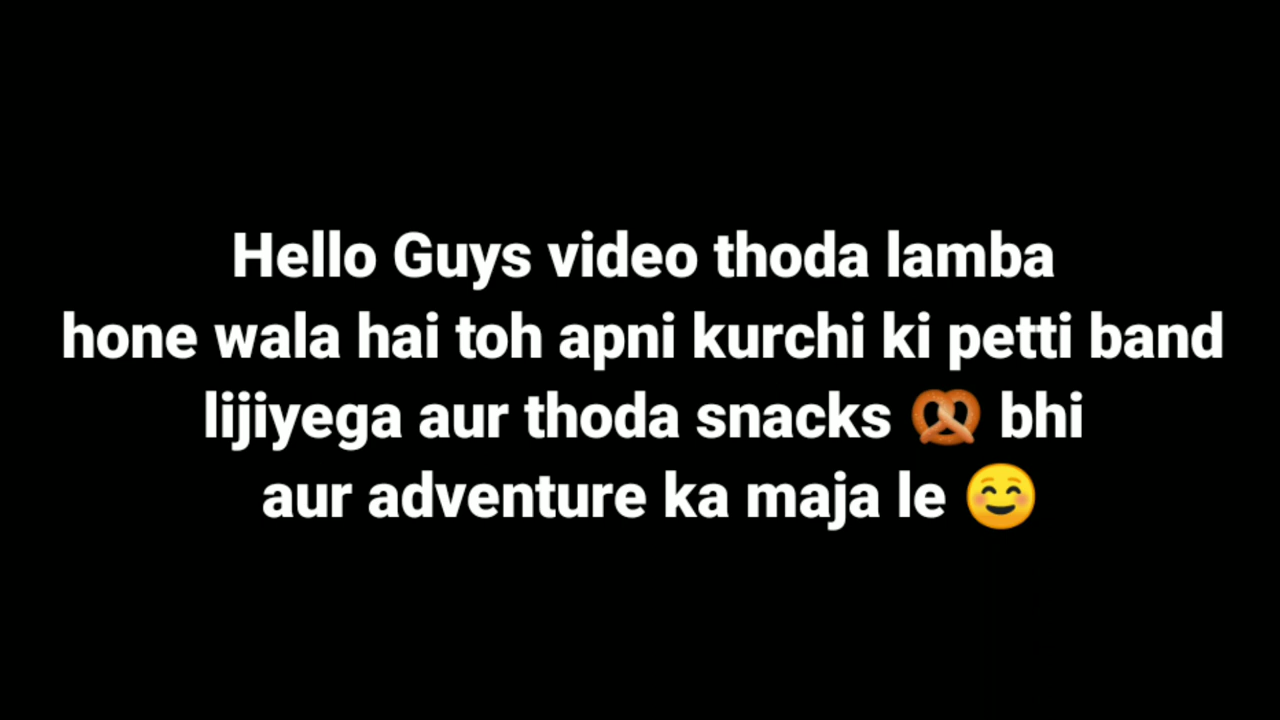 Hello Guys video thoda lamba
hone wala hai toh apni kurchi ki petti band
lijiyega aur thoda snacks 🥨 bhi
aur adventure ka maja le ☺️